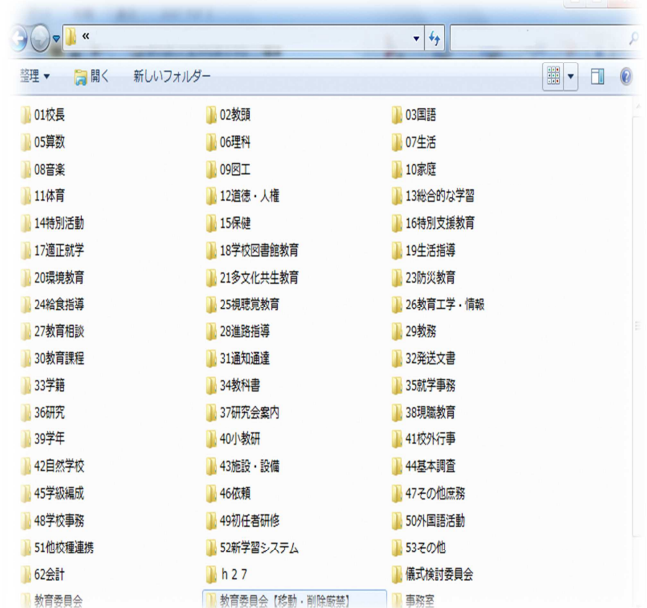 «
整理 開く 新しいフォルダー
01校長 02教頭 03国語
05算数 06理科 07生活
08音楽 09図工 10家庭
11体育 12道徳・人権 13総合的な学習
14特別活動 15保健 16特別支援教育
17適正就学 18学校図書館教育 19生活指導
20環境教育 21多文化共生教育 23防災教育
24給食指導 25視聴覚教育 26教育工学・情報
27教育相談 28進路指導 29教務
30教育課程 31通知通達 32発送文書
33学籍 34教科書 35就学事務
36研究 37研究会案内 38現職教育
39学年 40小教研 41校外行事
42自然学校 43施設・設備 44基本調査
45学級編成 46依頼 47その他庶務
48学校事務 49初任者研修 50外国語活動
51他校種連携 52新学習システム 53その他
62会計 h27 儀式検討委員会
教育委員会 教育委員会【移動・削除厳禁】 事務室